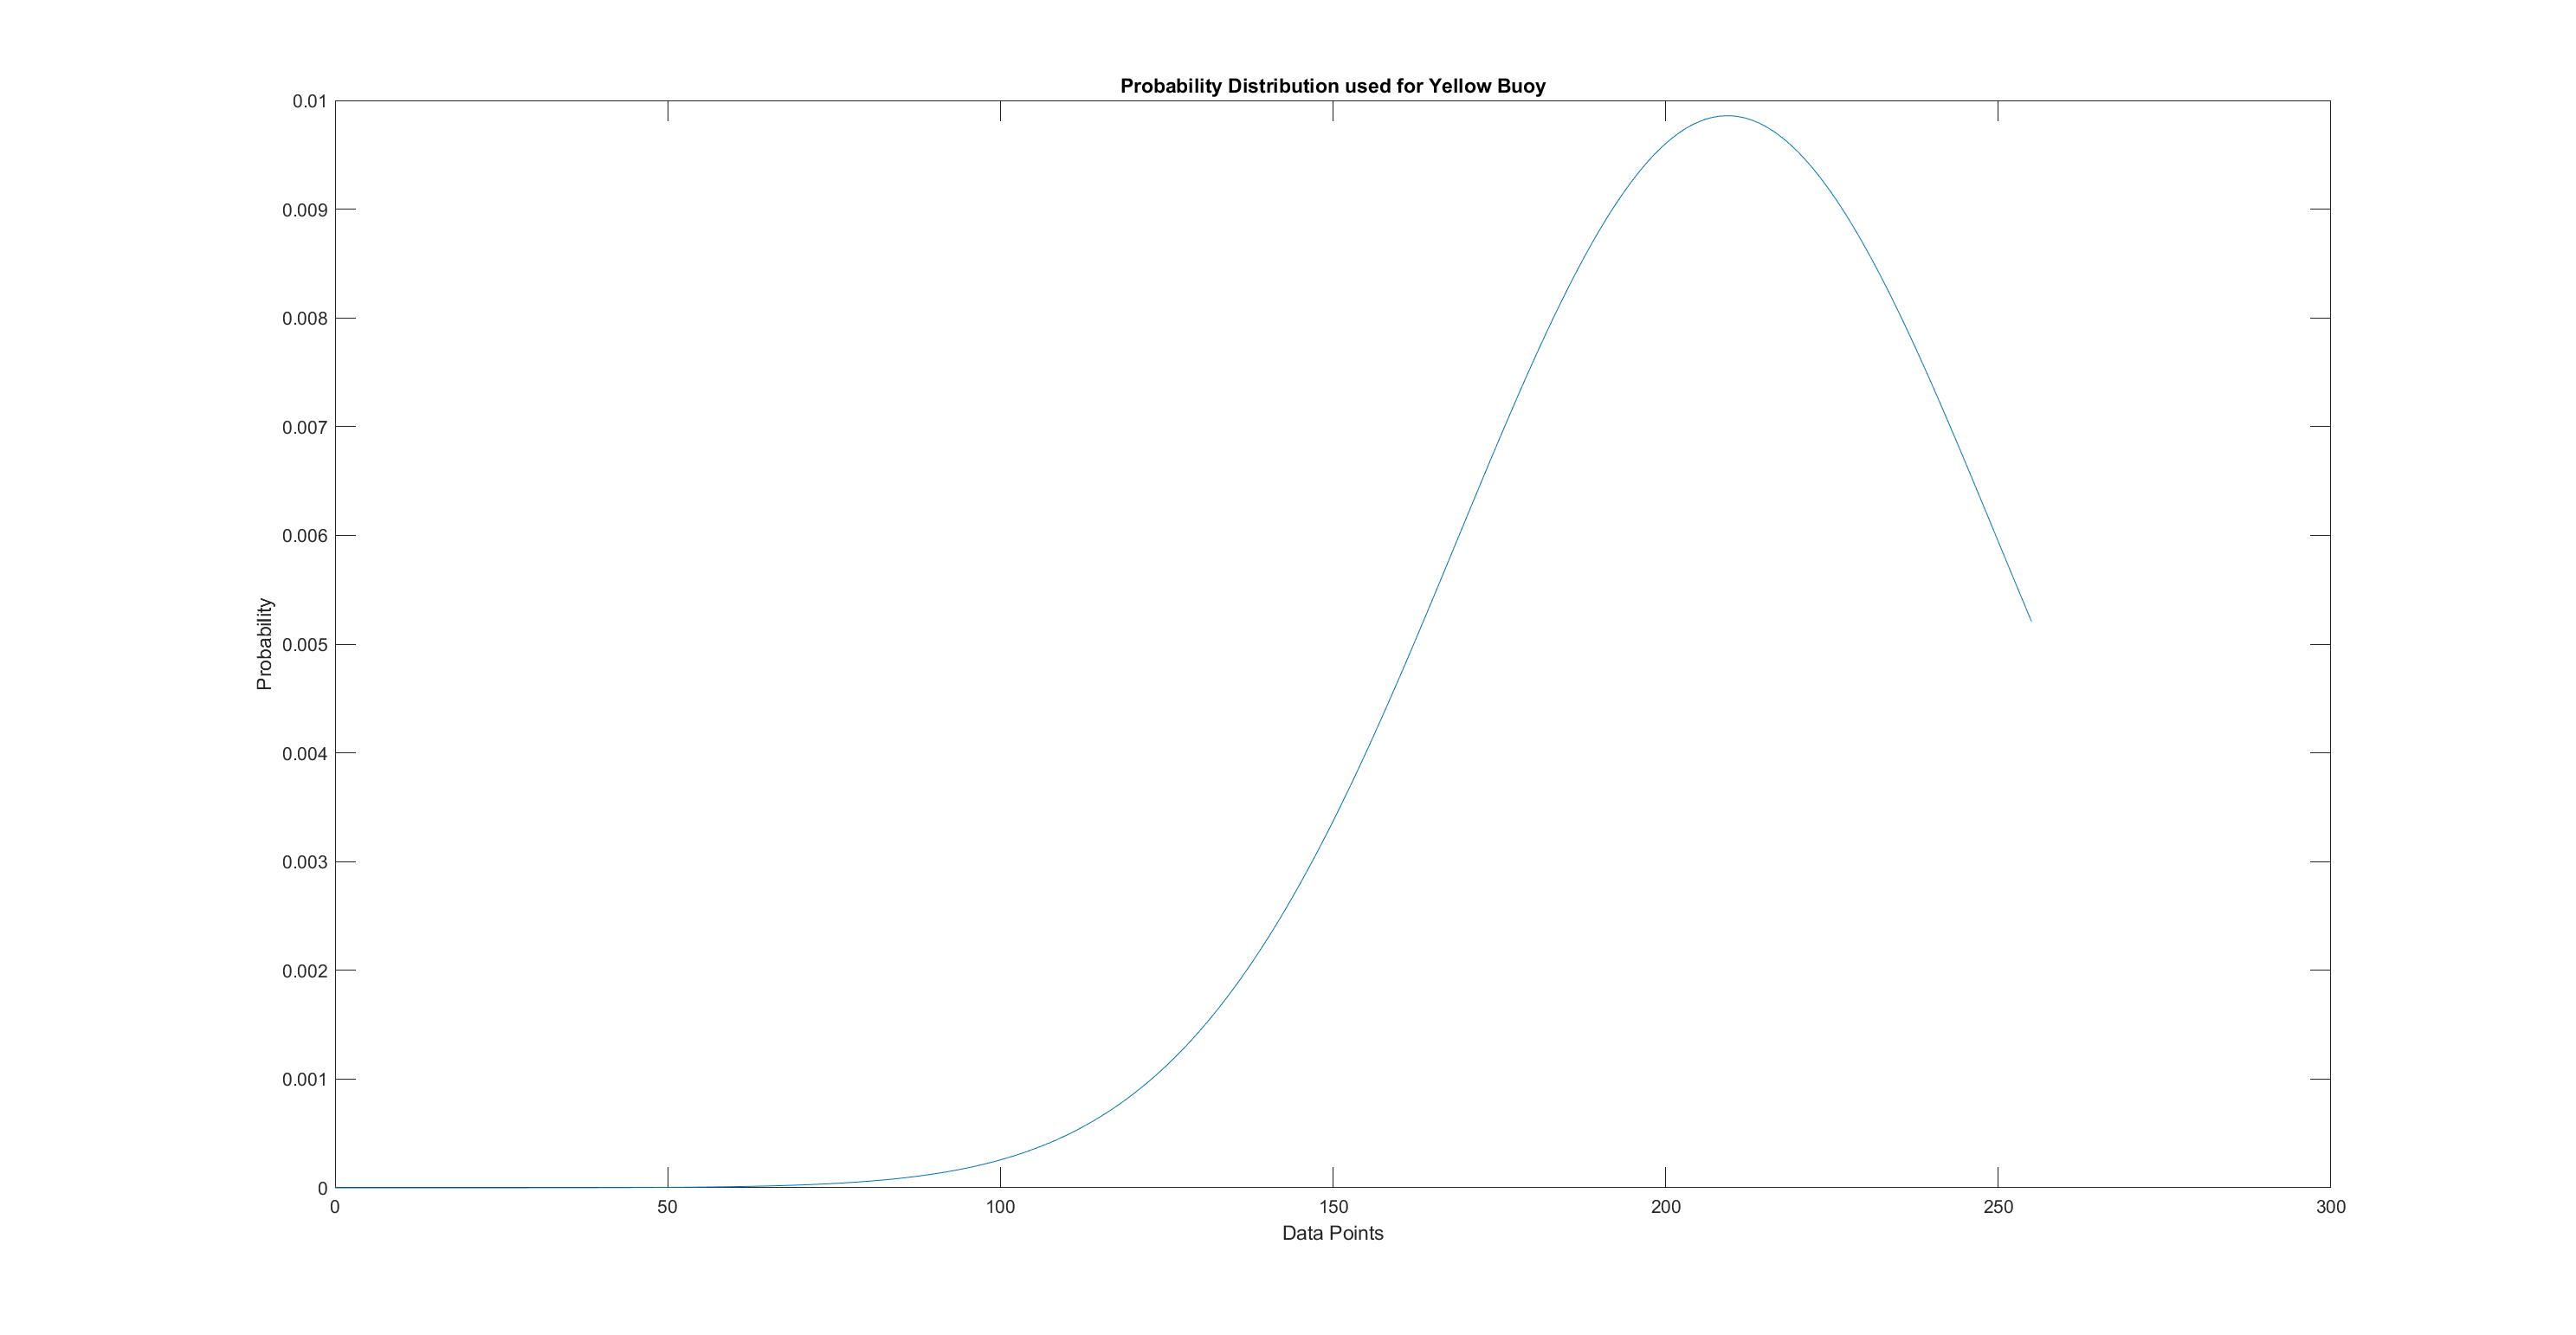 Probability Distribution used for Yellow Buoy
0.01
0.009
0.008
0.007
0.006
0.005
0.004
0.003
0.002
0.001
0
Probability
0 50 100 150 200 250 300
Data Points